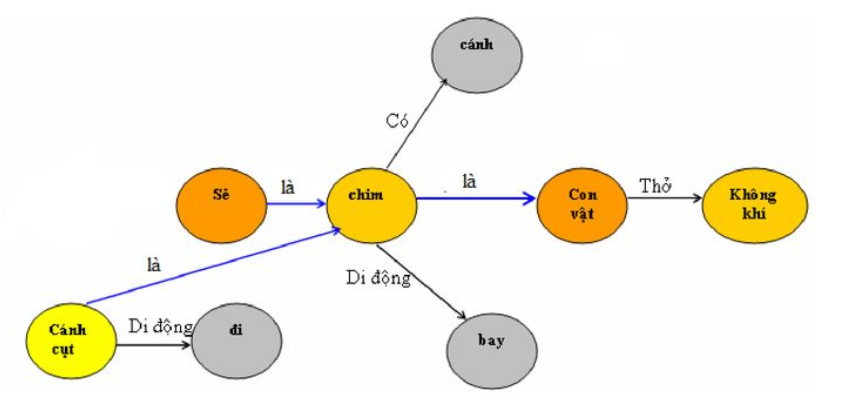 cánh
Có
Sẻ
là
chim
là
Con
vật
Thở
Không
khí
là
Di động
Cánh
cụt
Di động
đi
bay